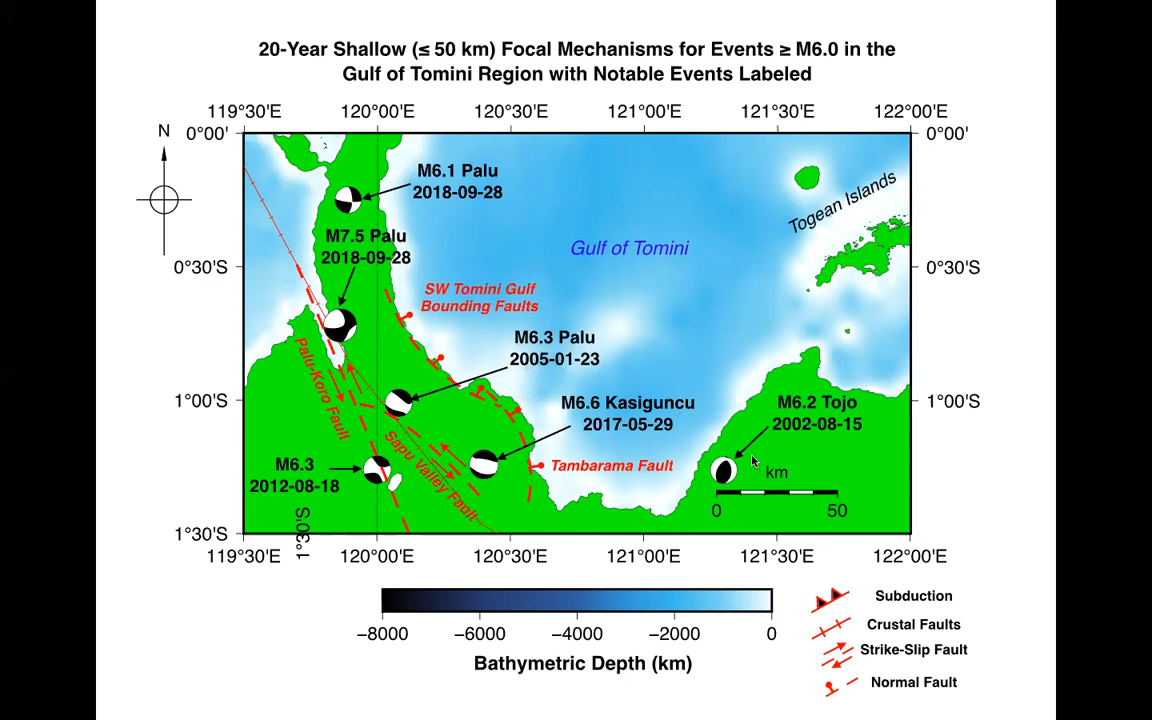 20-Year Shallow (≤ 50 km) Focal Mechanisms for Events ≥ M6.0 in the
Gulf of Tomini Region with Notable Events Labeled
119°30'E 120°00'E 120°30'E 121°00'E 121°30'E 122°00'E
N
0°00' 0°00'
M6.1 Palu
2018-09-28
Togean Islands
M7.5 Palu
2018-09-28
Gulf of Tomini
0°30'S 0°30'S
SW Tomini Gulf
Bounding Faults
M6.3 Palu
2005-01-23
Palu-Koro Fault
1°00'S 1°00'S
M6.6 Kasiguncu
2017-05-29
M6.2 Tojo
2002-08-15
Sapu Valley Fault
Tambarama Fault
M6.3
2012-08-18
km
0 50
1°30'S
1°30'S
119°30'E 120°00'E 120°30'E 121°00'E 121°30'E 122°00'E
−8000 −6000 −4000 −2000 0
Bathymetric Depth (km)
Subduction
Crustal Faults
Strike-Slip Fault
Normal Fault